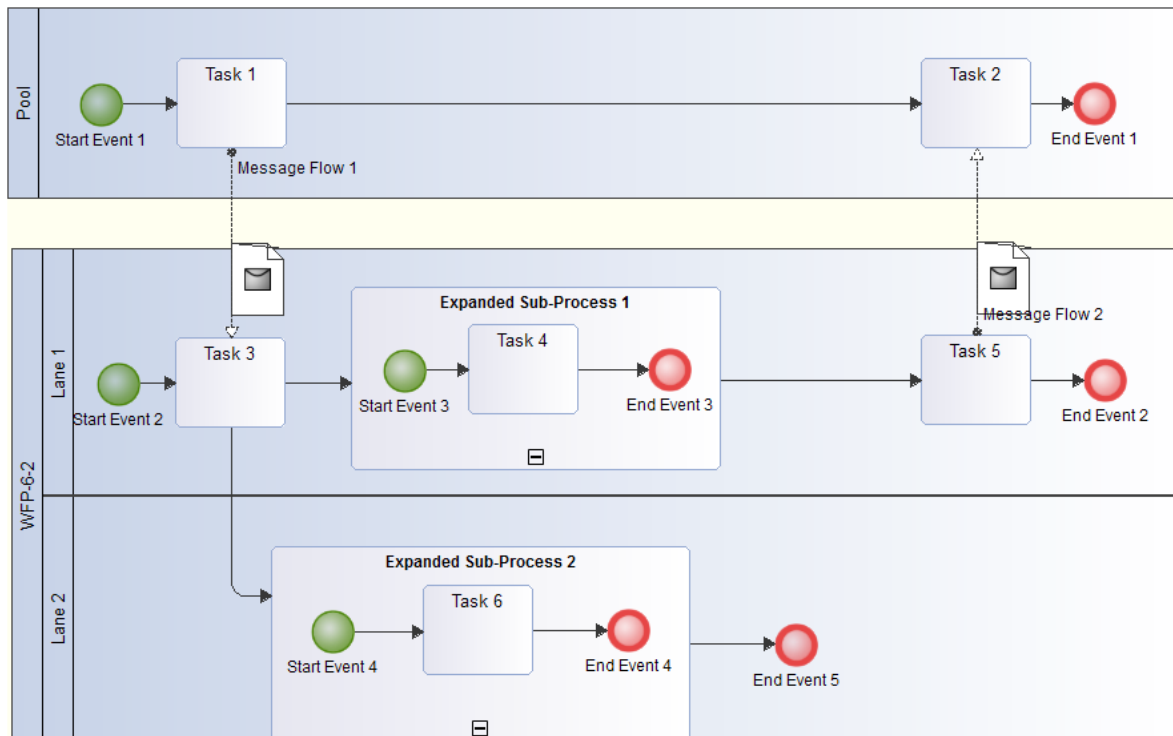 Pool
Task 1
Task 2
Start Event 1
End Event 1
Message Flow 1
WFP-6-2
Lane 1
Expanded Sub-Process 1
Message Flow 2
Task 3
Task 4
Task 5
Start Event 2
Start Event 3
End Event 3
End Event 2
Lane 2
Expanded Sub-Process 2
Task 6
Start Event 4
End Event 4
End Event 5